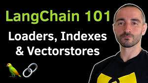 LangChain 101
Loaders, Indexes
& Vectorstores